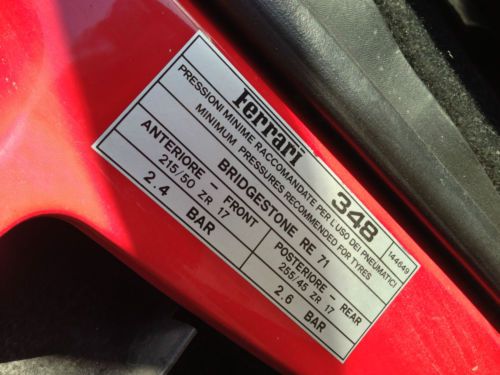 Ferrari 348
PRESSIONI MINIME RACCOMANDATE PER L'USO DEI PNEUMATICI
MINIMUM PRESSURES RECOMMENDED FOR TYRES
144649
BRIDGESTONE RE 71
ANTERIORE - FRONT
215/50 ZR 17
2.4 BAR
POSTERIORE - REAR
255/45 ZR 17
2.6 BAR